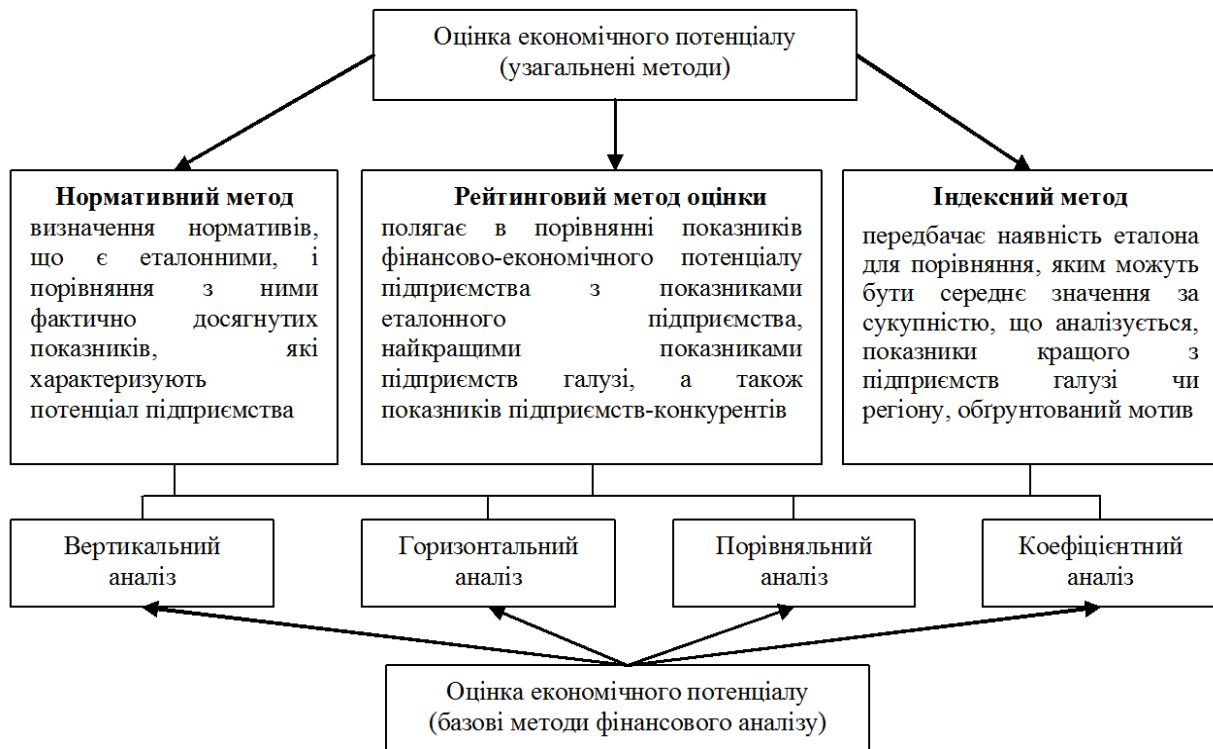 Оцінка економічного потенціалу
(узагальнені методи)
Нормативний метод
визначення нормативів,
що є еталонними, і
порівняння з ними
фактично досягнутих
показників, які
характеризують
потенціал підприємства
Рейтинговий метод оцінки
полягає в порівнянні показників
фінансово-економічного потенціалу
підприємства з показниками
еталонного підприємства,
найкращими показниками
підприємств галузі, а також
показників підприємств-конкурентів
Індексний метод
передбачає наявність еталона
для порівняння, яким можуть
бути середнє значення за
сукупністю, що аналізується,
показники кращого з
підприємств галузі чи
регіону, обґрунтований мотив
Вертикальний
аналіз
Горизонтальний
аналіз
Порівняльний
аналіз
Коефіцієнтний
аналіз
Оцінка економічного потенціалу
(базові методи фінансового аналізу)